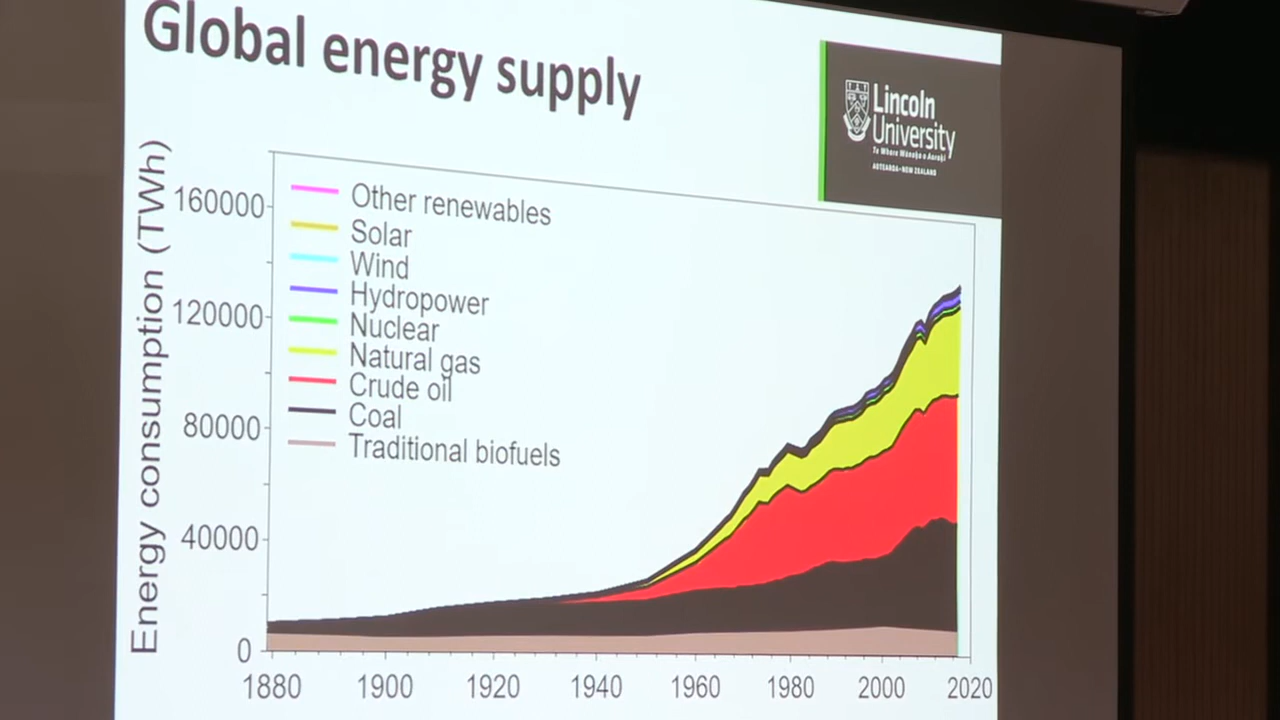 Global energy supply
Lincoln
University
Te Whare Wānaka o Aoraki
AOTEAROA•NEW ZEALAND
Energy consumption (TWh)
160000
120000
80000
40000
0
Other renewables
Solar
Wind
Hydropower
Nuclear
Natural gas
Crude oil
Coal
Traditional biofuels
1880 1900 1920 1940 1960 1980 2000 2020